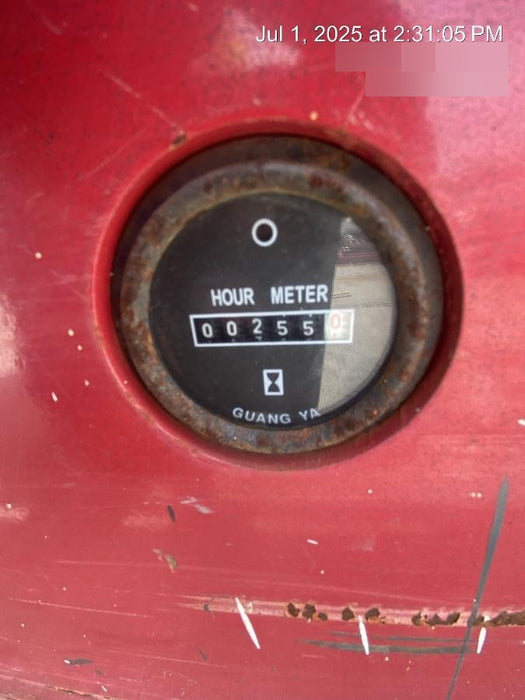 Jul 1, 2025 at 2:31:05 PM
HOUR METER
002550
GUANG YA